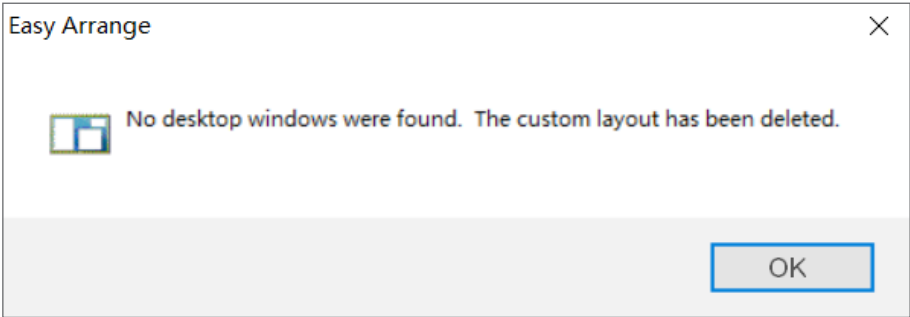 Easy Arrange
No desktop windows were found.  The custom layout has been deleted.
OK